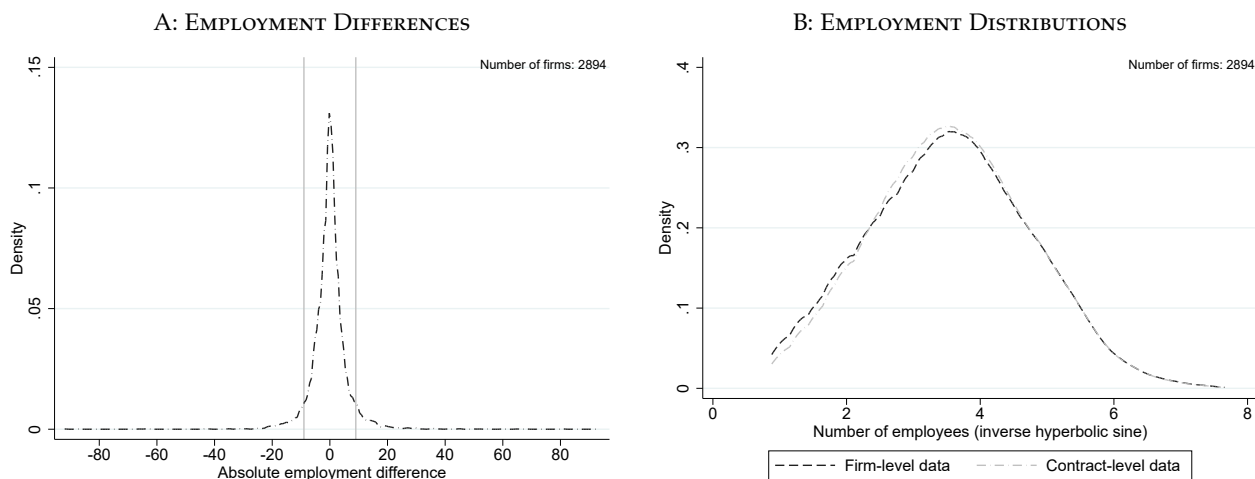 A: EMPLOYMENT DIFFERENCES
Number of firms: 2894
.15
.1
.05
0
Density
-80 -60 -40 -20 0 20 40 60 80
Absolute employment difference
B: EMPLOYMENT DISTRIBUTIONS
Number of firms: 2894
.4
.3
.2
.1
0
Density
0 2 4 6 8
Number of employees (inverse hyperbolic sine)
Firm-level data Contract-level data